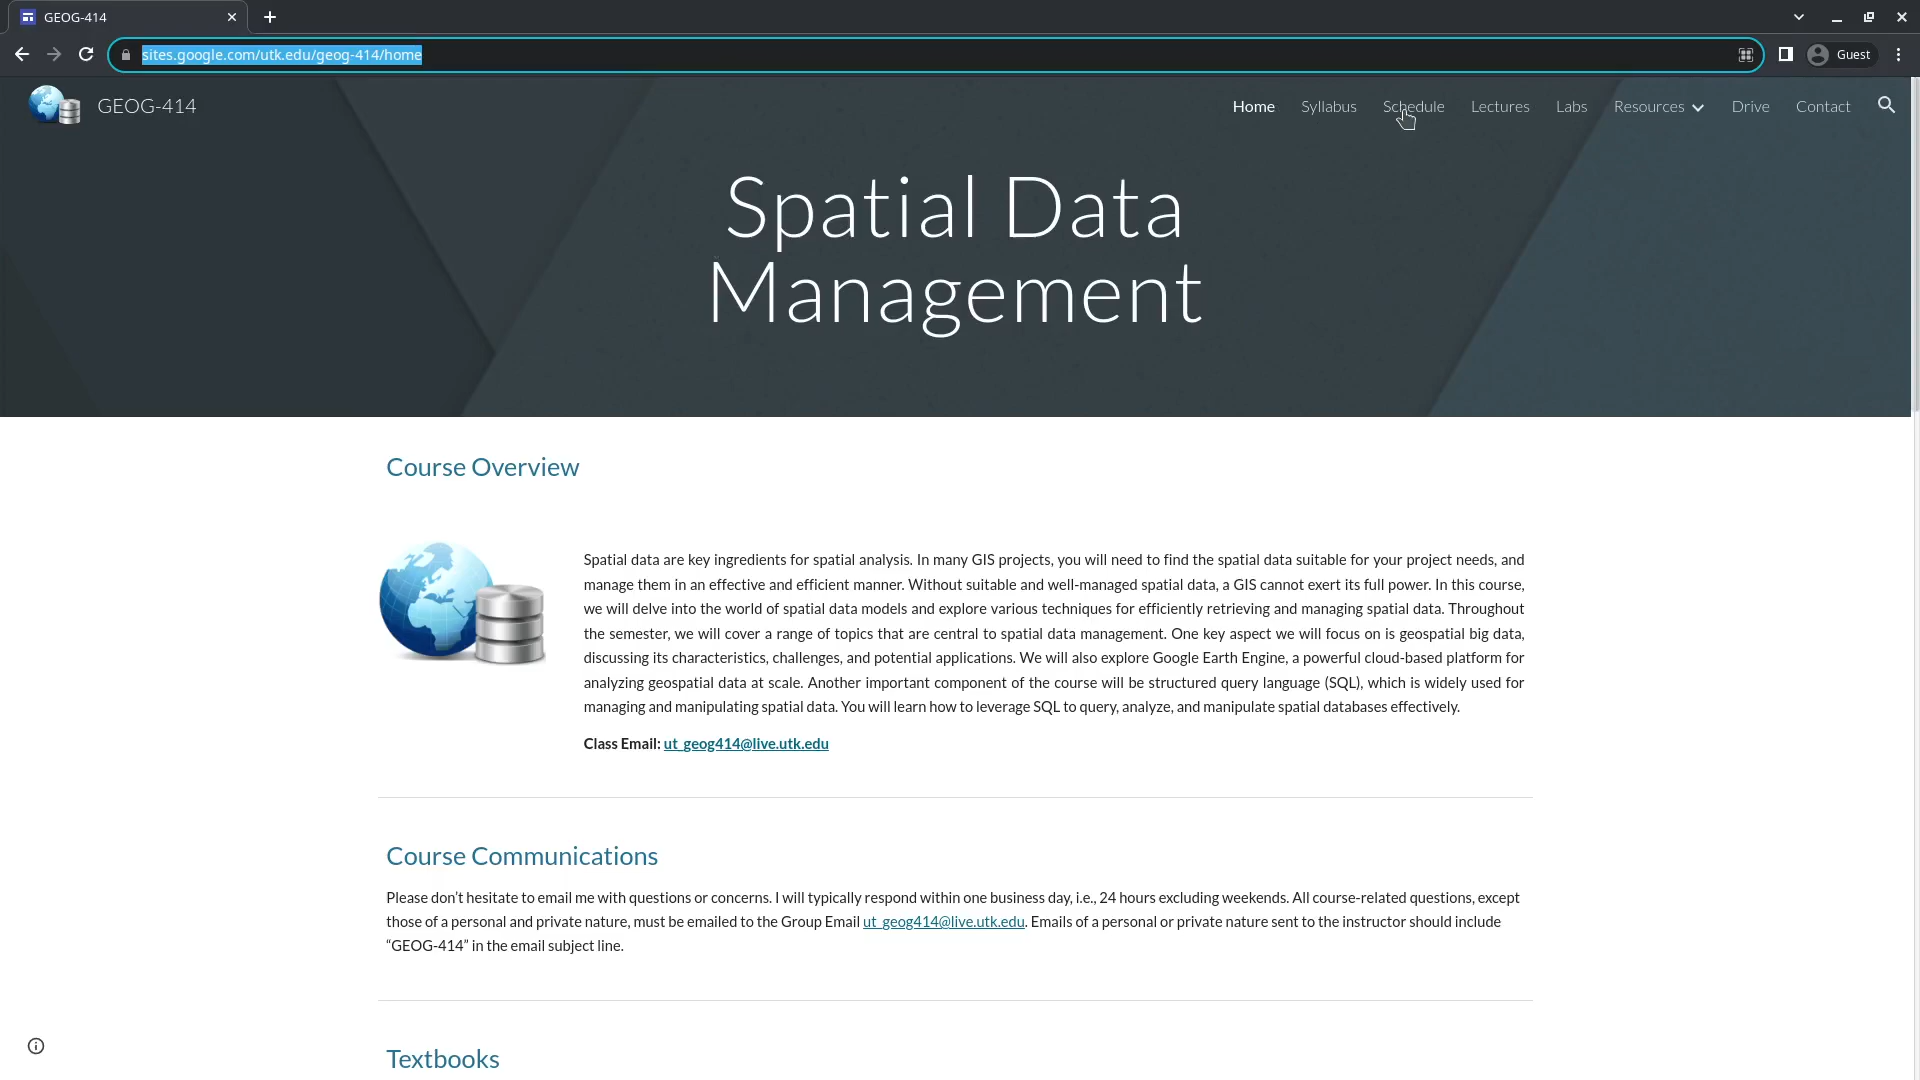 GEOG-414
sites.google.com/utk.edu/geog-414/home
Guest
GEOG-414
Home Syllabus Schedule Lectures Labs Resources Drive Contact
Spatial Data
Management
Course Overview
Spatial data are key ingredients for spatial analysis. In many GIS projects, you will need to find the spatial data suitable for your project needs, and
manage them in an effective and efficient manner. Without suitable and well-managed spatial data, a GIS cannot exert its full power. In this course,
we will delve into the world of spatial data models and explore various techniques for efficiently retrieving and managing spatial data. Throughout
the semester, we will cover a range of topics that are central to spatial data management. One key aspect we will focus on is geospatial big data,
discussing its characteristics, challenges, and potential applications. We will also explore Google Earth Engine, a powerful cloud-based platform for
analyzing geospatial data at scale. Another important component of the course will be structured query language (SQL), which is widely used for
managing and manipulating spatial data. You will learn how to leverage SQL to query, analyze, and manipulate spatial databases effectively.
Class Email: ut_geog414@live.utk.edu
Course Communications
Please don’t hesitate to email me with questions or concerns. I will typically respond within one business day, i.e., 24 hours excluding weekends. All course-related questions, except
those of a personal and private nature, must be emailed to the Group Email ut_geog414@live.utk.edu. Emails of a personal or private nature sent to the instructor should include
“GEOG-414” in the email subject line.
Textbooks